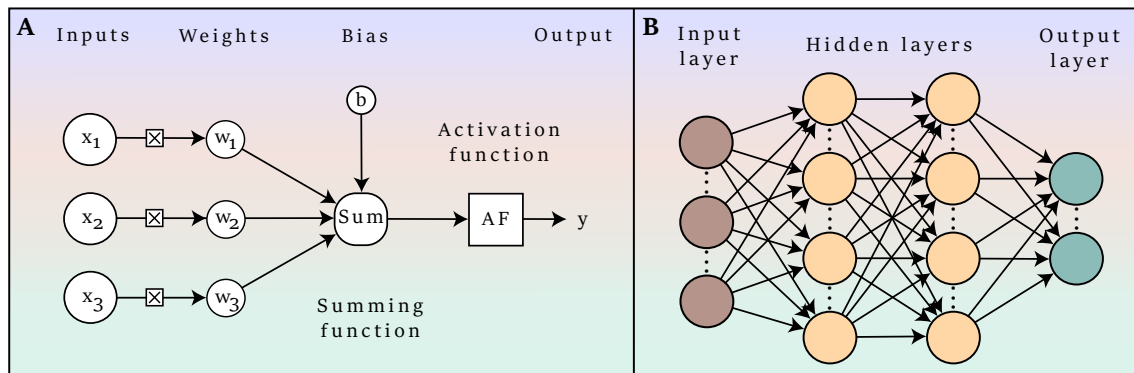 A
Inputs
Weights
Bias
Output
b
Activation
function
x₁
w₁
x₂
w₂
Sum
AF
y
x₃
w₃
Summing
function
B
Input
layer
Hidden layers
Output
layer